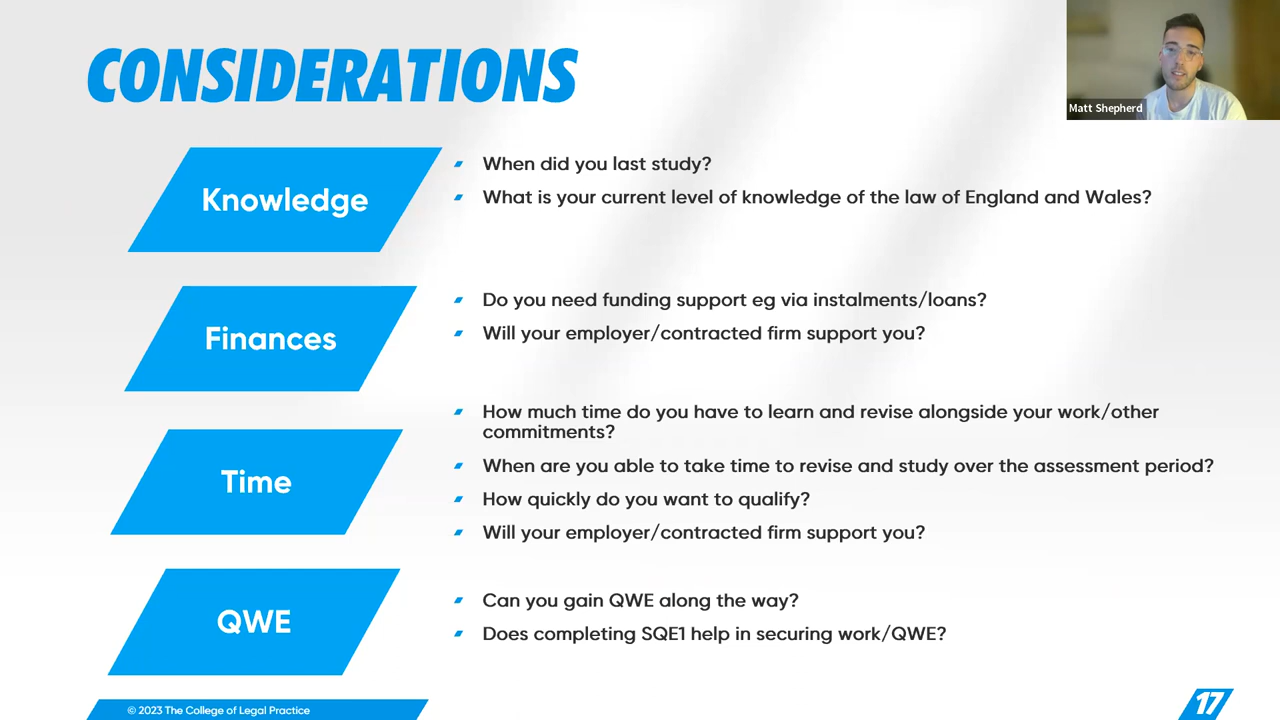 CONSIDERATIONS
Matt Shepherd
Knowledge
When did you last study?
What is your current level of knowledge of the law of England and Wales?
Finances
Do you need funding support eg via instalments/loans?
Will your employer/contracted firm support you?
Time
How much time do you have to learn and revise alongside your work/other
commitments?
When are you able to take time to revise and study over the assessment period?
How quickly do you want to qualify?
Will your employer/contracted firm support you?
QWE
Can you gain QWE along the way?
Does completing SQE1 help in securing work/QWE?
© 2023 The College of Legal Practice
17